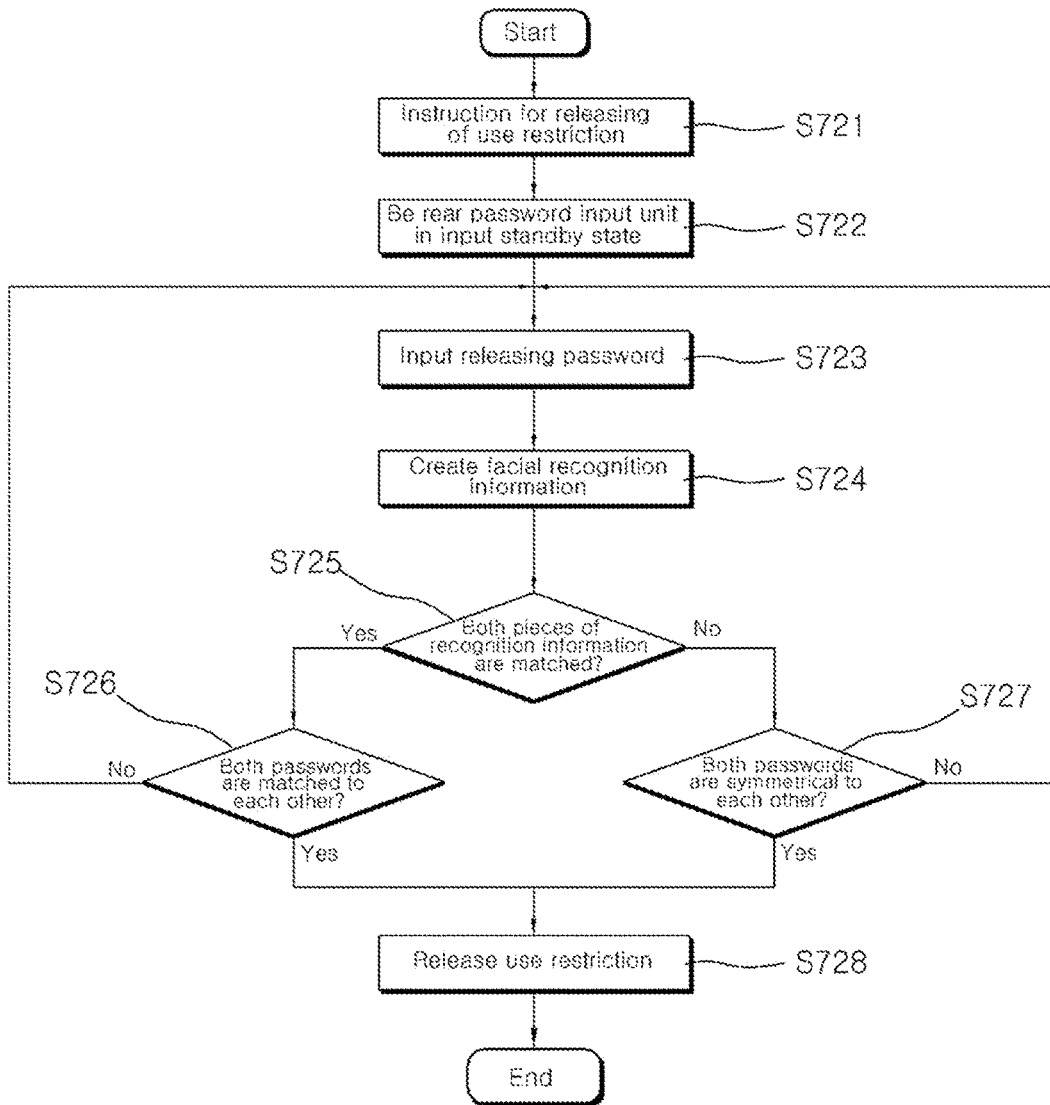 Start
Instruction for releasing
of use restriction
S721
Be rear password input unit
in input standby state
S722
Input releasing password
S723
Create facial recognition
information
S724
S725
Both pieces of
recognition information
are matched?
Yes
No
S726
Both passwords
are matched to
each other?
No
Yes
S727
Both passwords
are symmetrical to
each other?
No
Yes
Release use restriction
S728
End